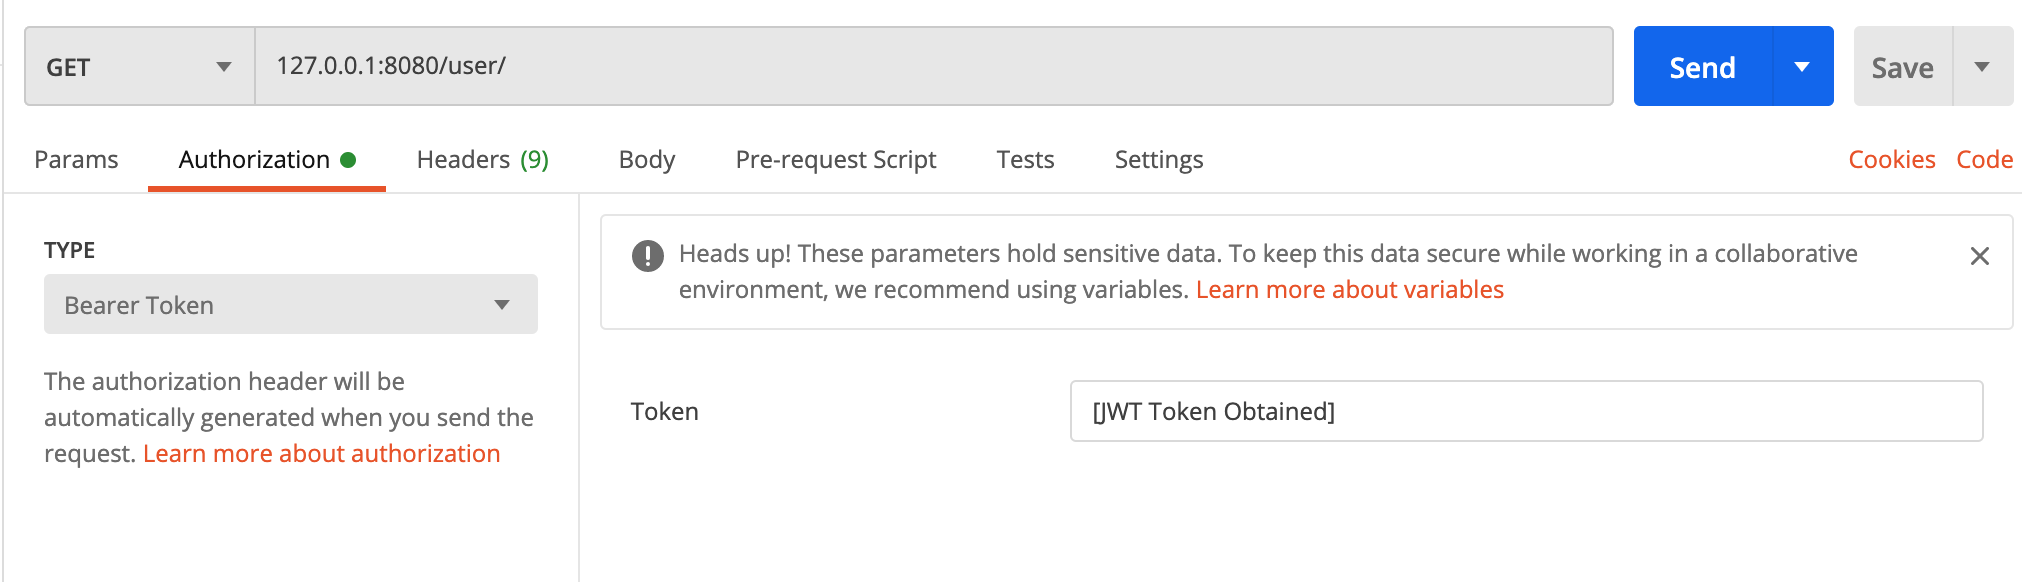 GET 127.0.0.1:8080/user/ Send Save
Params Authorization Headers (9) Body Pre-request Script Tests Settings Cookies Code
TYPE
Bearer Token
The authorization header will be
automatically generated when you send the
request. Learn more about authorization
Heads up! These parameters hold sensitive data. To keep this data secure while working in a collaborative
environment, we recommend using variables. Learn more about variables
Token [JWT Token Obtained]